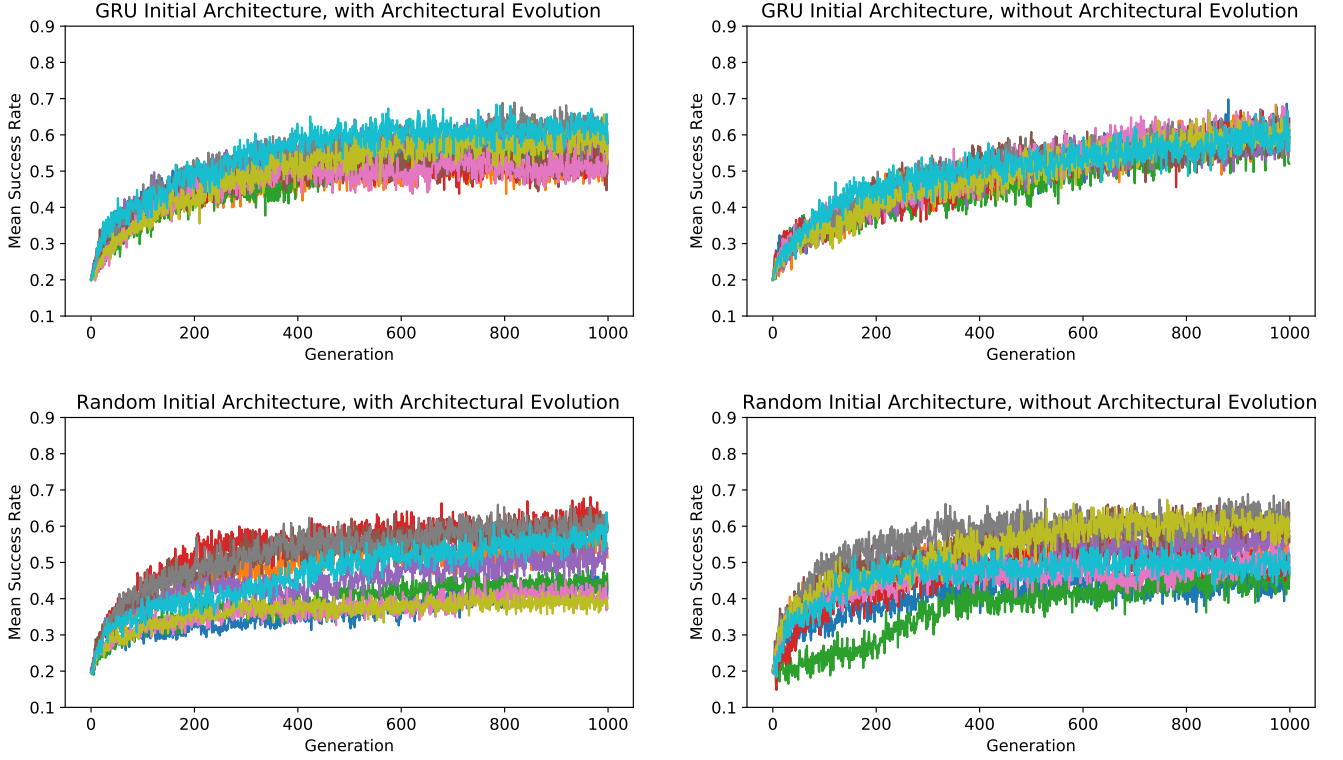 GRU Initial Architecture, with Architectural Evolution
0.9
0.8
0.7
0.6
0.5
0.4
0.3
0.2
0.1
Mean Success Rate
0 200 400 600 800 1000
Generation
GRU Initial Architecture, without Architectural Evolution
0.9
0.8
0.7
0.6
0.5
0.4
0.3
0.2
0.1
Mean Success Rate
0 200 400 600 800 1000
Generation
Random Initial Architecture, with Architectural Evolution
0.9
0.8
0.7
0.6
0.5
0.4
0.3
0.2
0.1
Mean Success Rate
0 200 400 600 800 1000
Generation
Random Initial Architecture, without Architectural Evolution
0.9
0.8
0.7
0.6
0.5
0.4
0.3
0.2
0.1
Mean Success Rate
0 200 400 600 800 1000
Generation